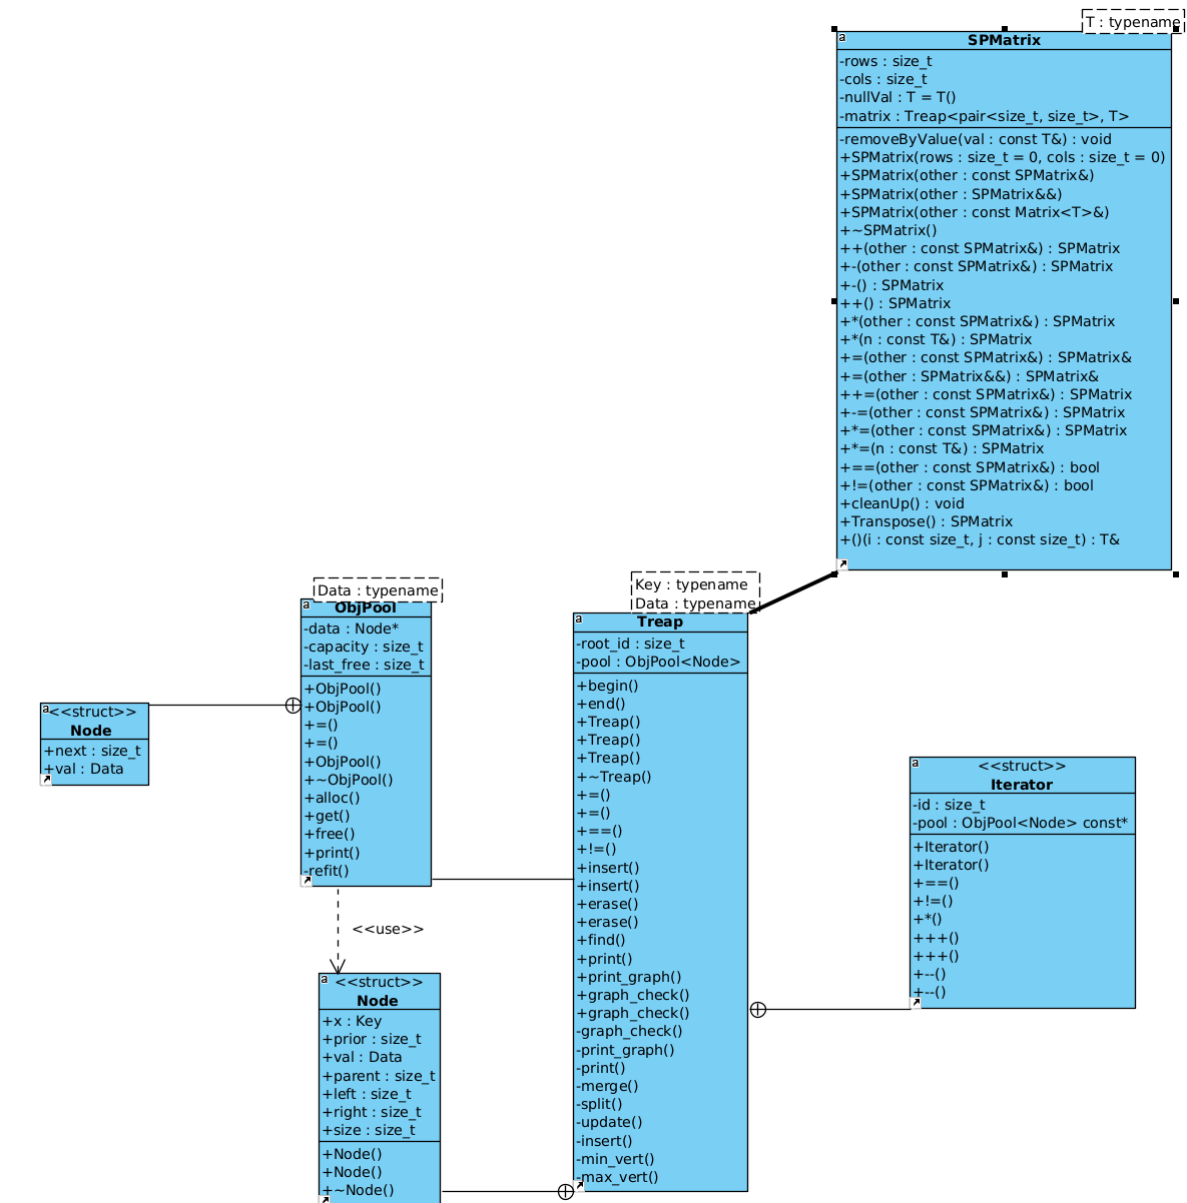 T : typename
SPMatrix
-rows : size_t
-cols : size_t
-nullVal : T = T()
-matrix : Treap<pair<size_t, size_t>, T>
-removeByValue(val : const T&) : void
+SPMatrix(rows : size_t = 0, cols : size_t = 0)
+SPMatrix(other : const SPMatrix&)
+SPMatrix(other : SPMatrix&&)
+SPMatrix(other : const Matrix<T>&)
+~SPMatrix()
++(other : const SPMatrix&) : SPMatrix
+-(other : const SPMatrix&) : SPMatrix
+-() : SPMatrix
++() : SPMatrix
+*(other : const SPMatrix&) : SPMatrix
+*(n : const T&) : SPMatrix
+=(other : const SPMatrix&) : SPMatrix&
+=(other : SPMatrix&&) : SPMatrix&
++=(other : const SPMatrix&) : SPMatrix
+-=(other : const SPMatrix&) : SPMatrix
+*=(other : const SPMatrix&) : SPMatrix
+*=(n : const T&) : SPMatrix
+==(other : const SPMatrix&) : bool
+!=(other : const SPMatrix&) : bool
+cleanUp() : void
+Transpose() : SPMatrix
+()(i : const size_t, j : const size_t) : T&
Data : typename
ObjPool
-data : Node*
-capacity : size_t
-last_free : size_t
+ObjPool()
+ObjPool()
+=()
+=()
+ObjPool()
+~ObjPool()
+alloc()
+get()
+free()
+print()
-refit()
<<struct>>
Node
+next : size_t
+val : Data
<<use>>
<<struct>>
Node
+x : Key
+prior : size_t
+val : Data
+parent : size_t
+left : size_t
+right : size_t
+size : size_t
+Node()
+Node()
+~Node()
Key : typename
Data : typename
Treap
-root_id : size_t
-pool : ObjPool<Node>
+begin()
+end()
+Treap()
+Treap()
+Treap()
+~Treap()
+=()
+=()
+==()
+!=()
+insert()
+insert()
+erase()
+erase()
+find()
+print()
+print_graph()
+graph_check()
+graph_check()
-graph_check()
-print_graph()
-print()
-merge()
-split()
-update()
-insert()
-min_vert()
-max_vert()
<<struct>>
Iterator
-id : size_t
-pool : ObjPool<Node> const*
+Iterator()
+Iterator()
+==()
+!=()
+*()
+++()
+++()
+--()
+--()